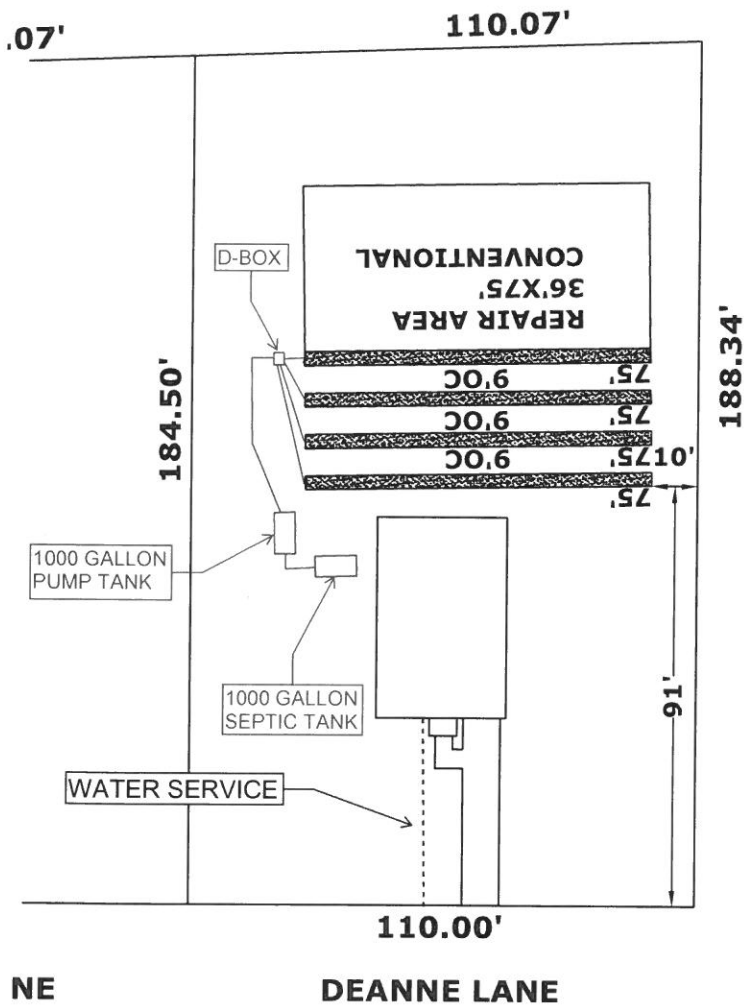 .07'
110.07'
D-BOX
REPAIR AREA
36'X75'
CONVENTIONAL
184.50'
188.34'
75'
9'OC
75'
9'OC
75'
9'OC
75'
10'
75'
1000 GALLON
PUMP TANK
1000 GALLON
SEPTIC TANK
91'
WATER SERVICE
110.00'
NE
DEANNE LANE